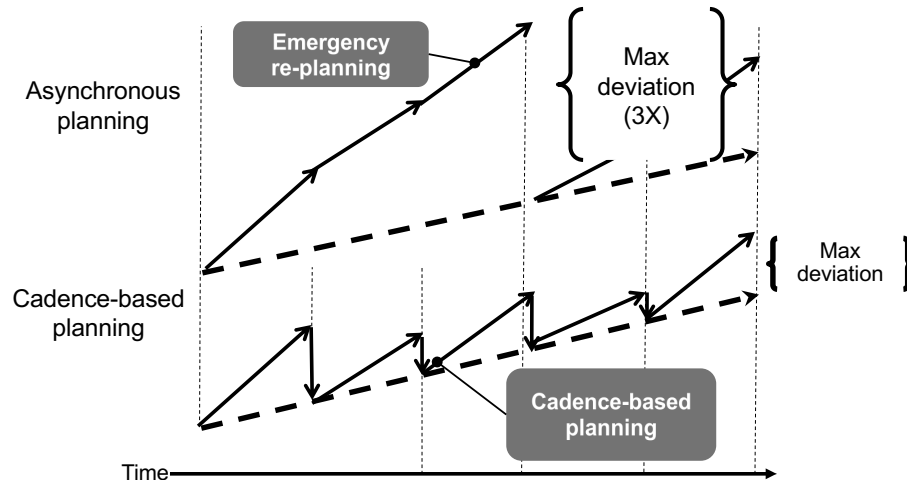 Emergency
re-planning
Max
deviation
(3X)
Asynchronous
planning
Max
deviation
Cadence-based
planning
Cadence-based
planning
Time